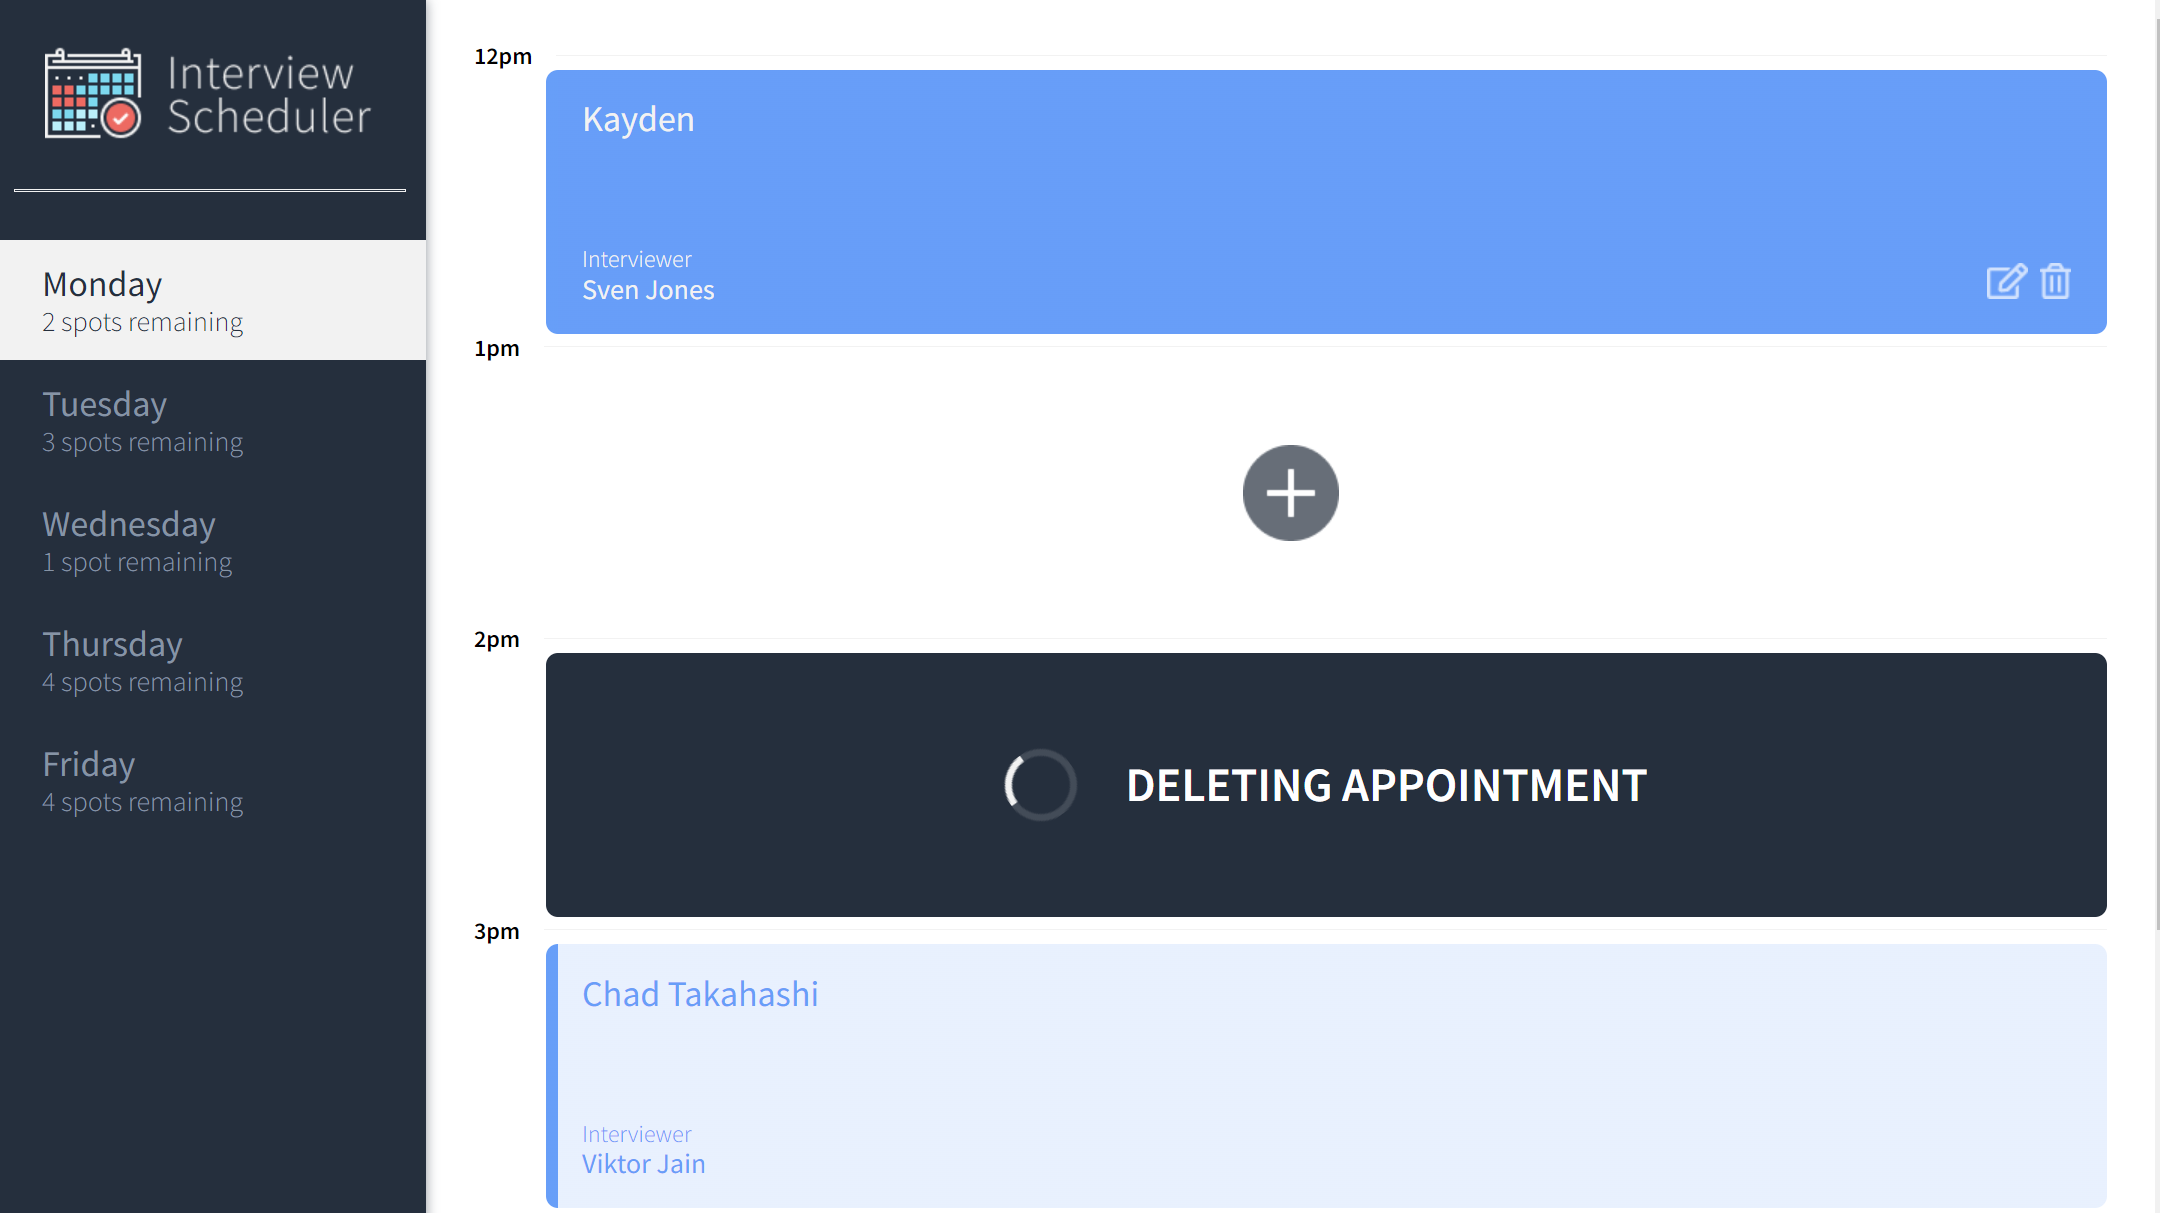 Interview
Scheduler
Monday
2 spots remaining
Tuesday
3 spots remaining
Wednesday
1 spot remaining
Thursday
4 spots remaining
Friday
4 spots remaining
12pm
Kayden
Interviewer
Sven Jones
1pm
2pm
DELETING APPOINTMENT
3pm
Chad Takahashi
Interviewer
Viktor Jain